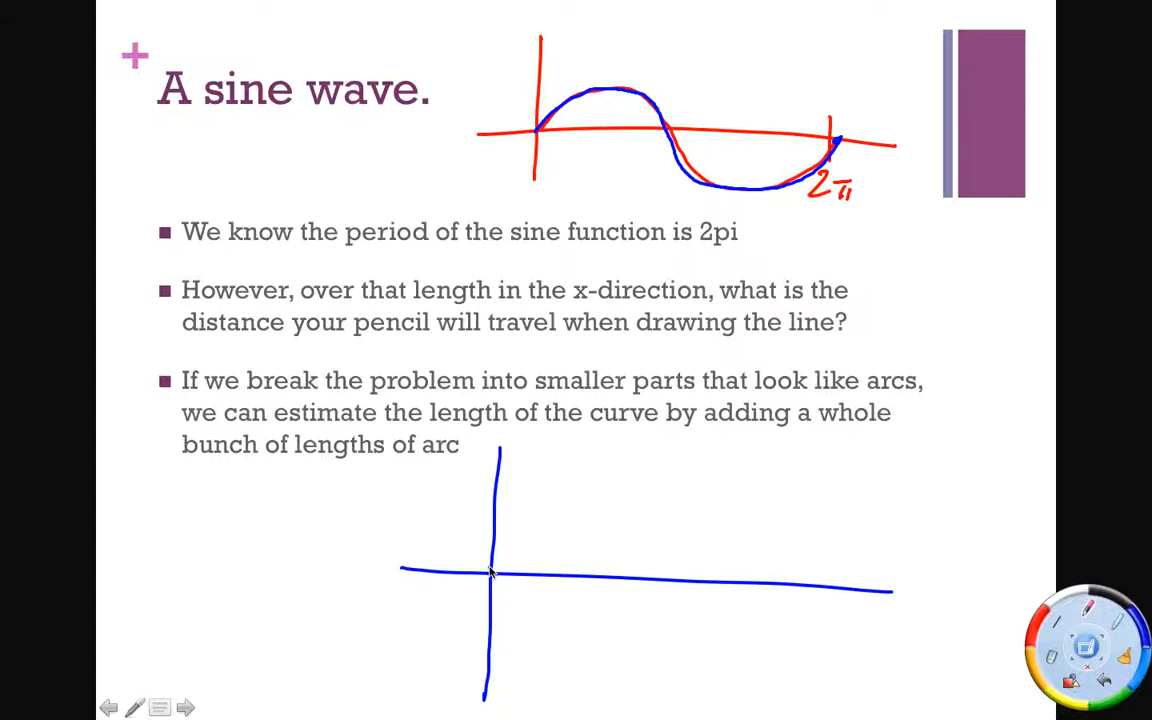 A sine wave.
2π
We know the period of the sine function is 2pi
However, over that length in the x-direction, what is the
distance your pencil will travel when drawing the line?
If we break the problem into smaller parts that look like arcs,
we can estimate the length of the curve by adding a whole
bunch of lengths of arc